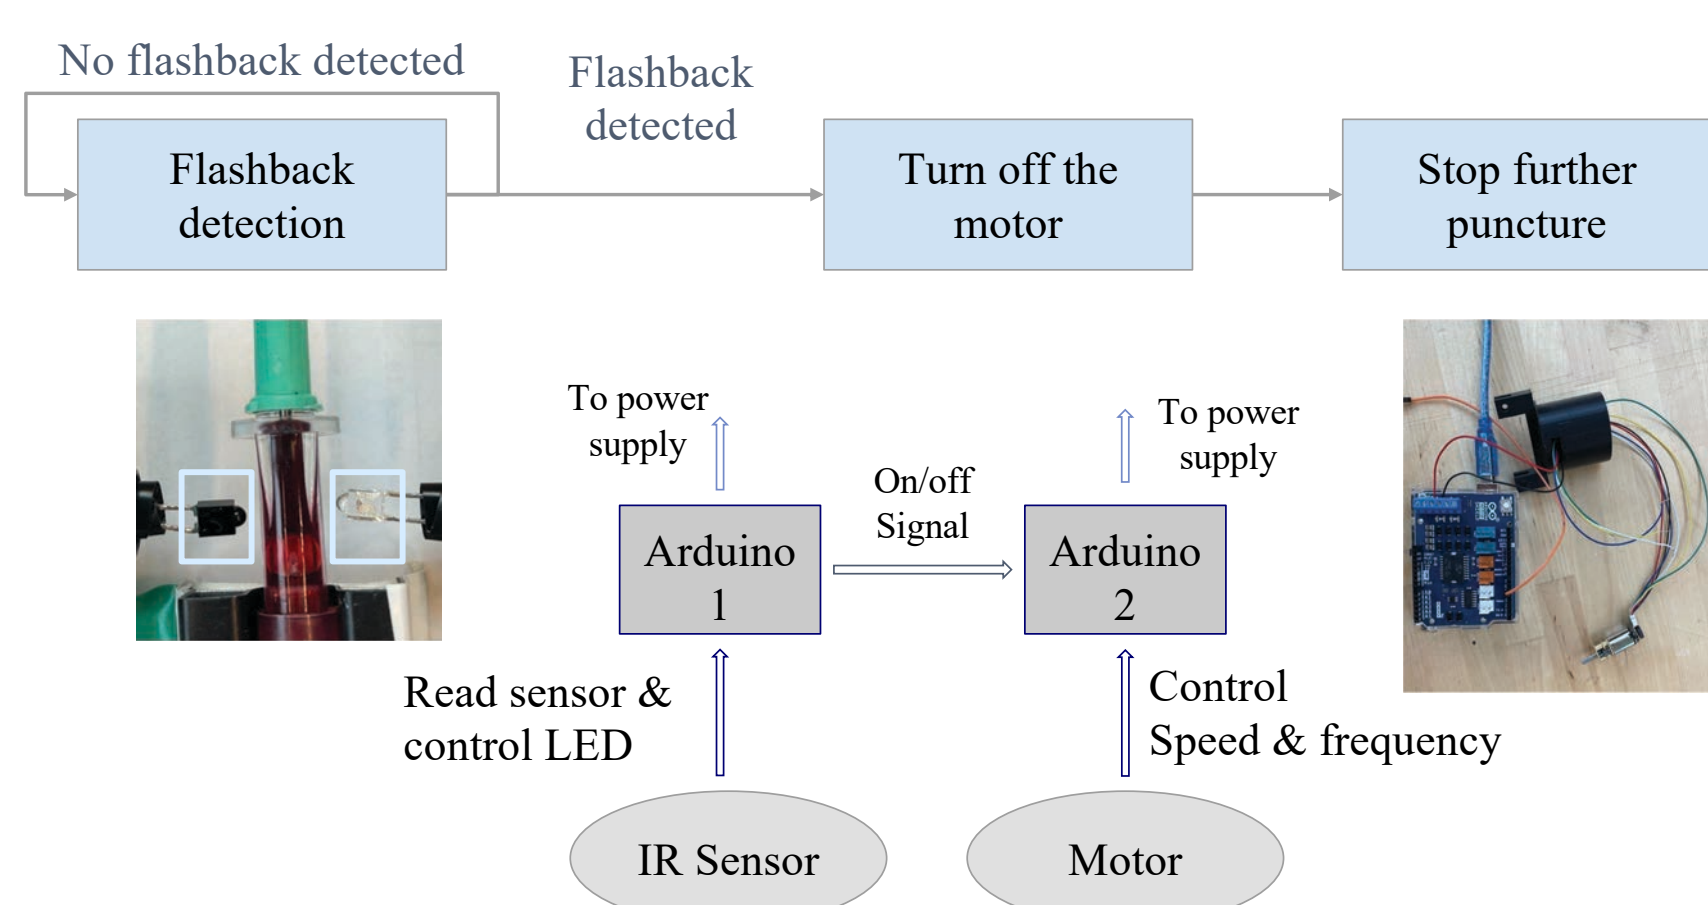 No flashback detected
Flashback
detected
Flashback
detection
Turn off the
motor
Stop further
puncture
To power
supply
To power
supply
On/off
Signal
Arduino
1
Arduino
2
Read sensor &
control LED
Control
Speed & frequency
IR Sensor
Motor